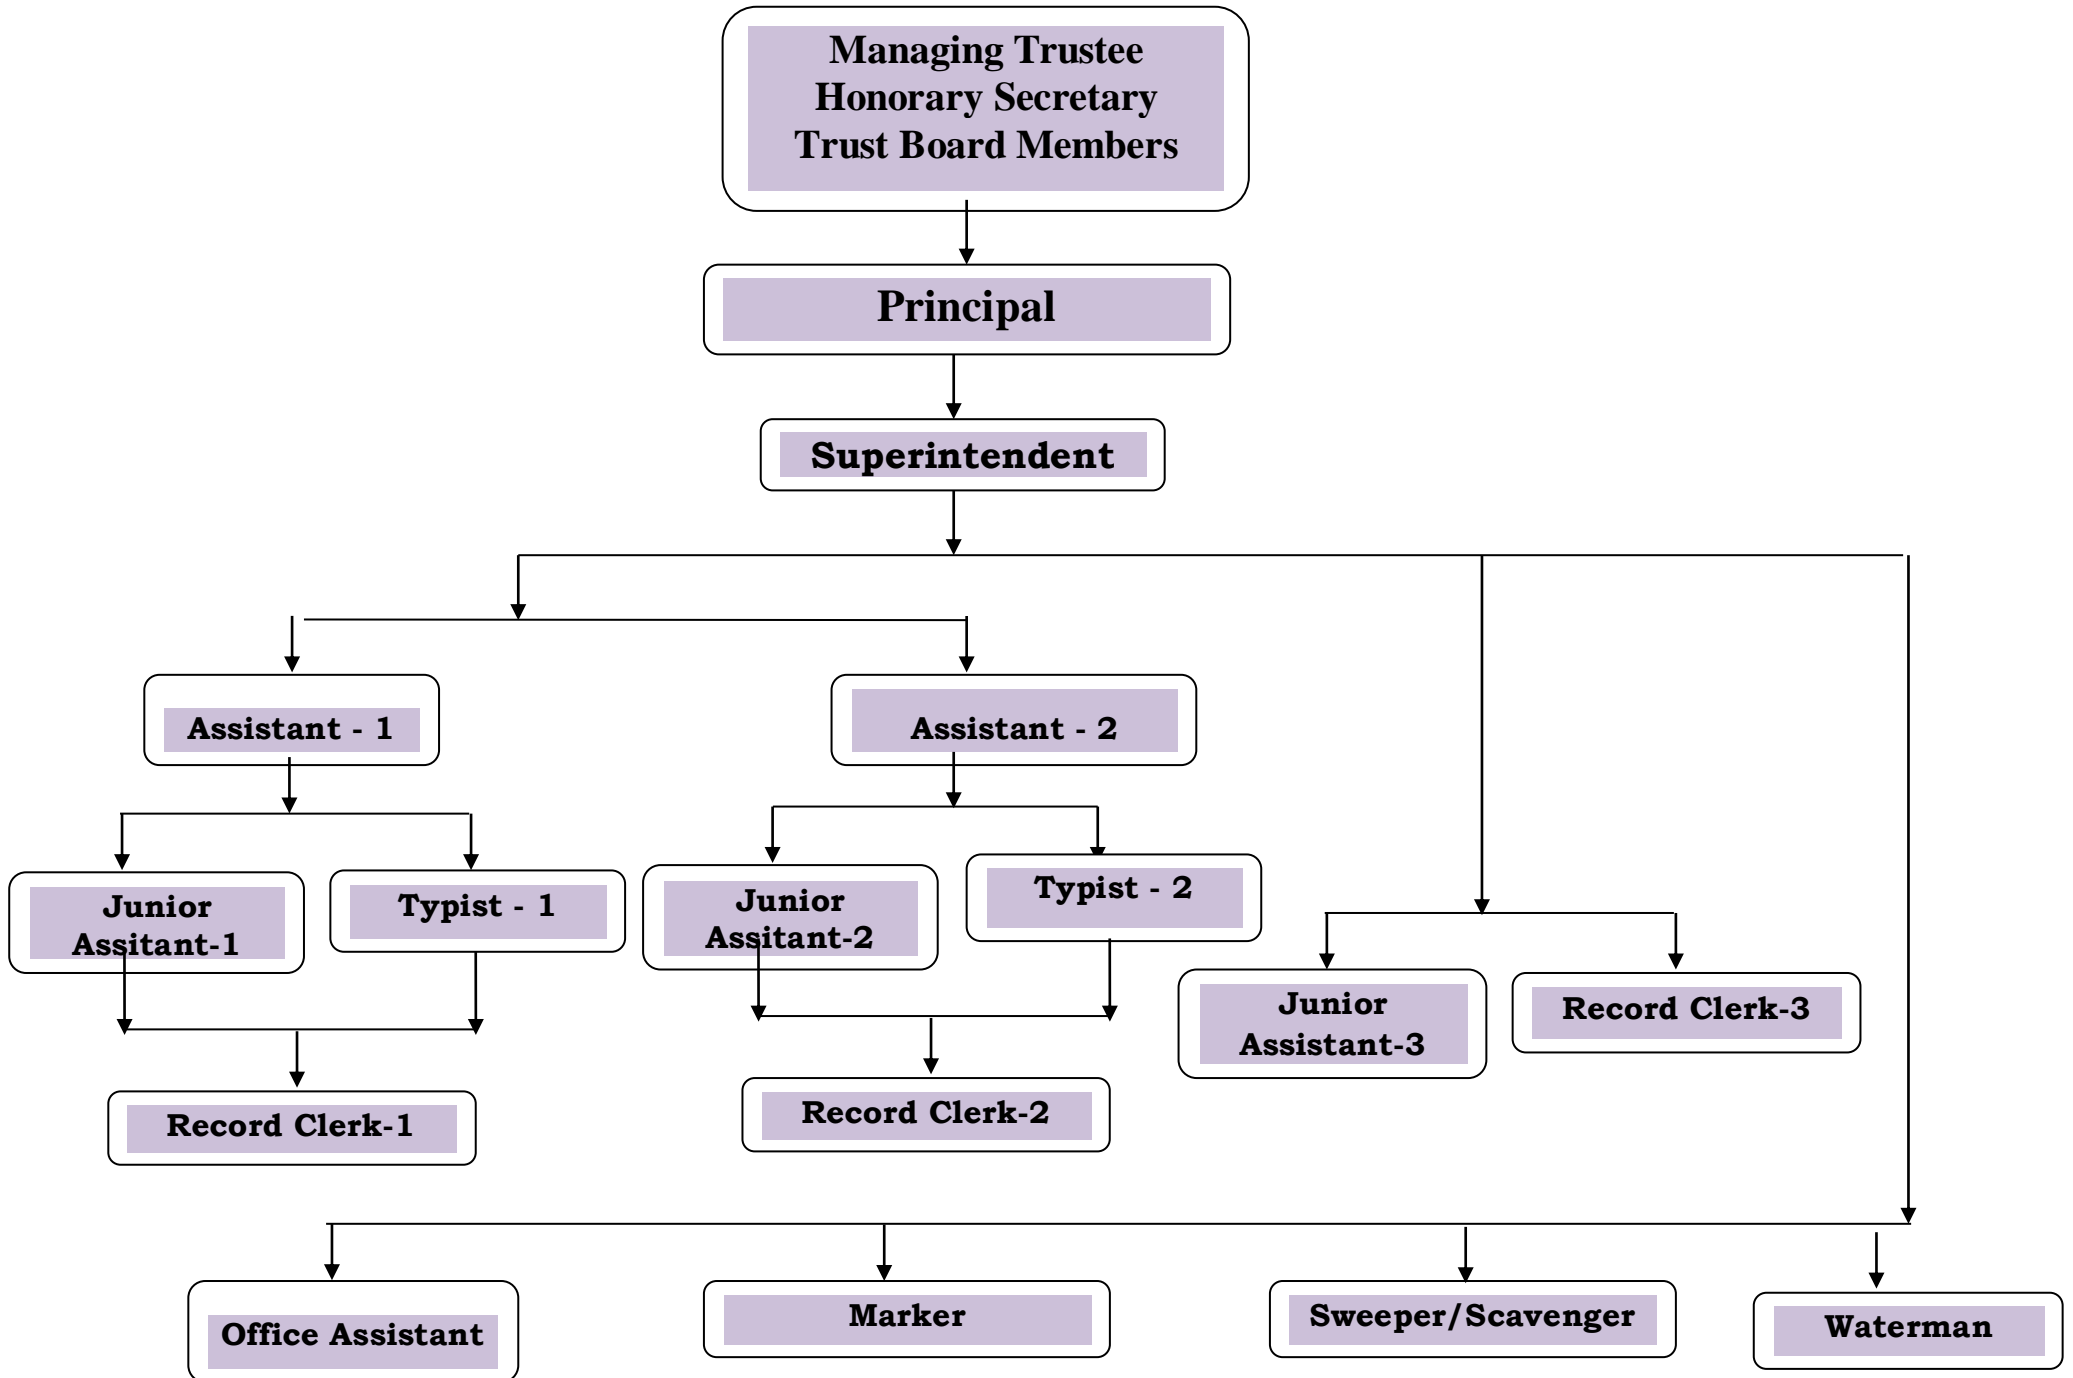 Managing Trustee
Honorary Secretary
Trust Board Members
Principal
Superintendent
Assistant - 1
Assistant - 2
Junior
Assitant-1
Typist - 1
Junior
Assitant-2
Typist - 2
Junior
Assistant-3
Record Clerk-3
Record Clerk-1
Record Clerk-2
Office Assistant
Marker
Sweeper/Scavenger
Waterman